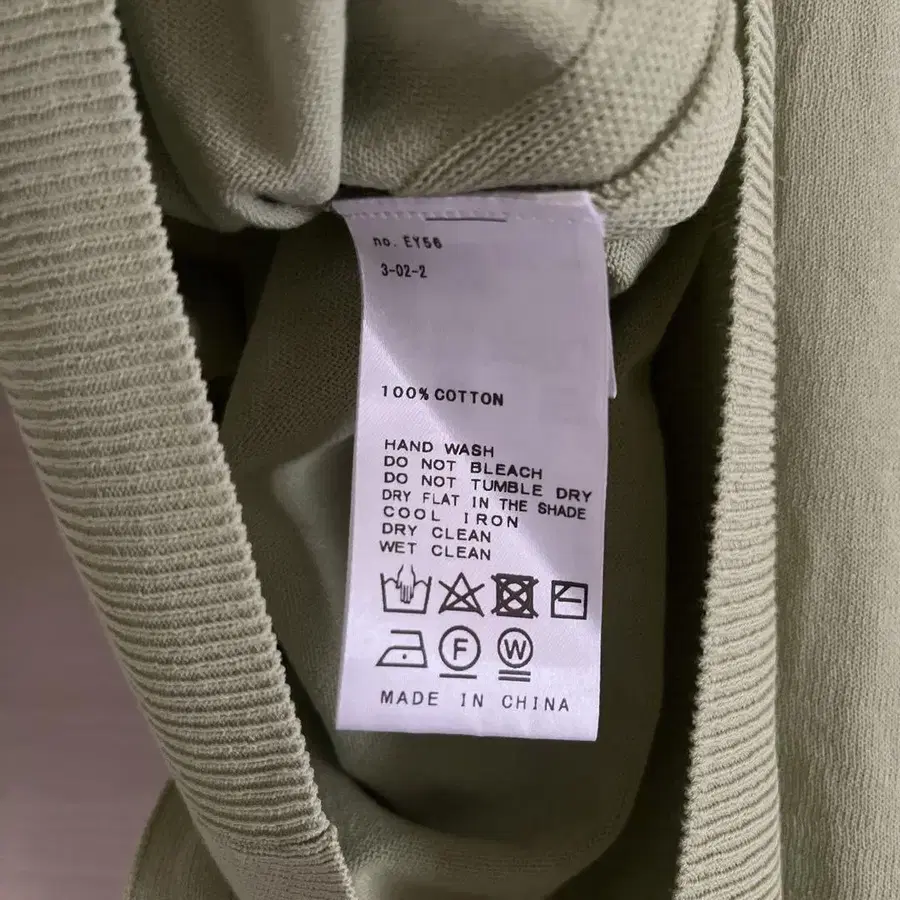 no. EY56
3-02-2
100% COTTON
HAND WASH
DO NOT BLEACH
DO NOT TUMBLE DRY
DRY FLAT IN THE SHADE
COOL IRON
DRY CLEAN
WET CLEAN
F W
MADE IN CHINA